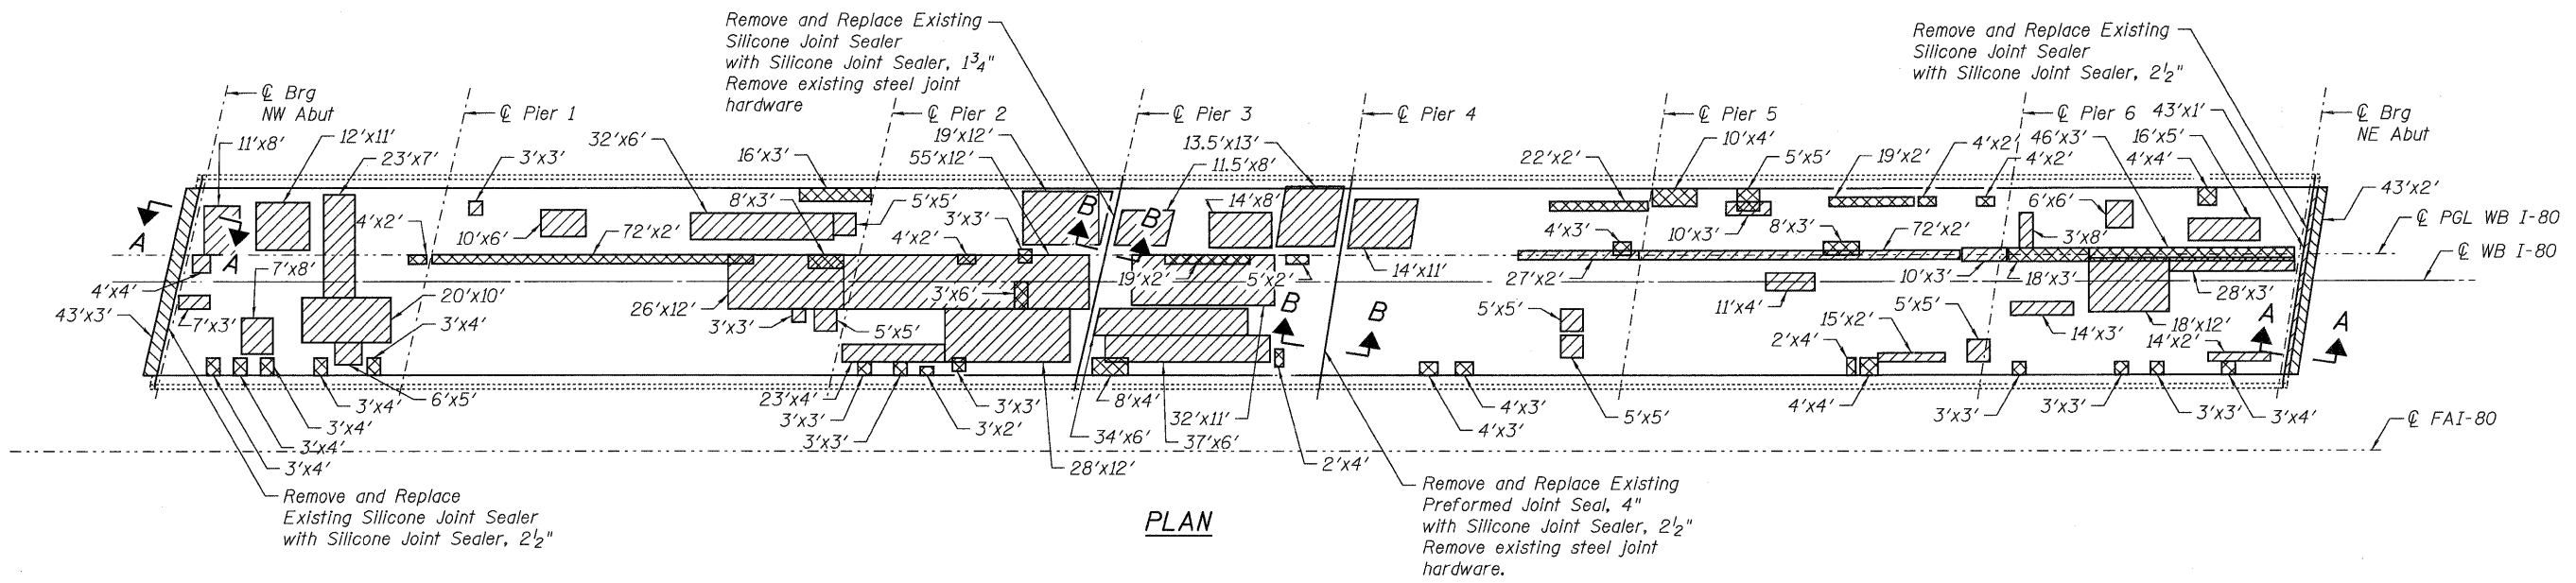 Remove and Replace Existing
Silicone Joint Sealer
with Silicone Joint Sealer, 1¾"
Remove existing steel joint
hardware
Remove and Replace Existing
Silicone Joint Sealer
with Silicone Joint Sealer, 2½"
℄ Brg
NW Abut
℄ Pier 1
℄ Pier 2
℄ Pier 3
℄ Pier 4
℄ Pier 5
℄ Pier 6
℄ Brg
NE Abut
11'x8'
12'x11'
23'x7'
3'x3'
32'x6'
16'x3'
8'x3'
19'x12'
55'x12'
13.5'x13'
11.5'x8'
14'x8'
22'x2'
10'x4'
5'x5'
19'x2'
4'x2'
4'x2'
46'x3'
43'x1'
16'x5'
4'x4'
43'x2'
℄ PGL WB I-80
℄ WB I-80
A
A
4'x2'
10'x6'
72'x2'
5'x5'
3'x3'
4'x2'
3'x3'
B
B
4'x3'
10'x3'
8'x3'
72'x2'
6'x6'
3'x8'
4'x4'
7'x8'
7'x3'
43'x3'
20'x10'
3'x4'
26'x12'
3'x3'
5'x5'
3'x6'
19'x2'
5'x2'
14'x11'
27'x2'
11'x4'
10'x3'
18'x3'
28'x3'
B
B
5'x5'
15'x2'
5'x5'
2'x4'
14'x3'
18'x12'
14'x2'
A
A
3'x4'
3'x4'
3'x4'
3'x4'
6'x5'
23'x4'
3'x3'
3'x3'
3'x2'
3'x3'
28'x12'
34'x6'
8'x4'
32'x11'
37'x6'
2'x4'
4'x3'
4'x3'
5'x5'
4'x4'
3'x3'
3'x3'
3'x3'
3'x4'
℄ FAI-80
Remove and Replace
Existing Silicone Joint Sealer
with Silicone Joint Sealer, 2½"
PLAN
Remove and Replace Existing
Preformed Joint Seal, 4"
with Silicone Joint Sealer, 2½"
Remove existing steel joint
hardware.